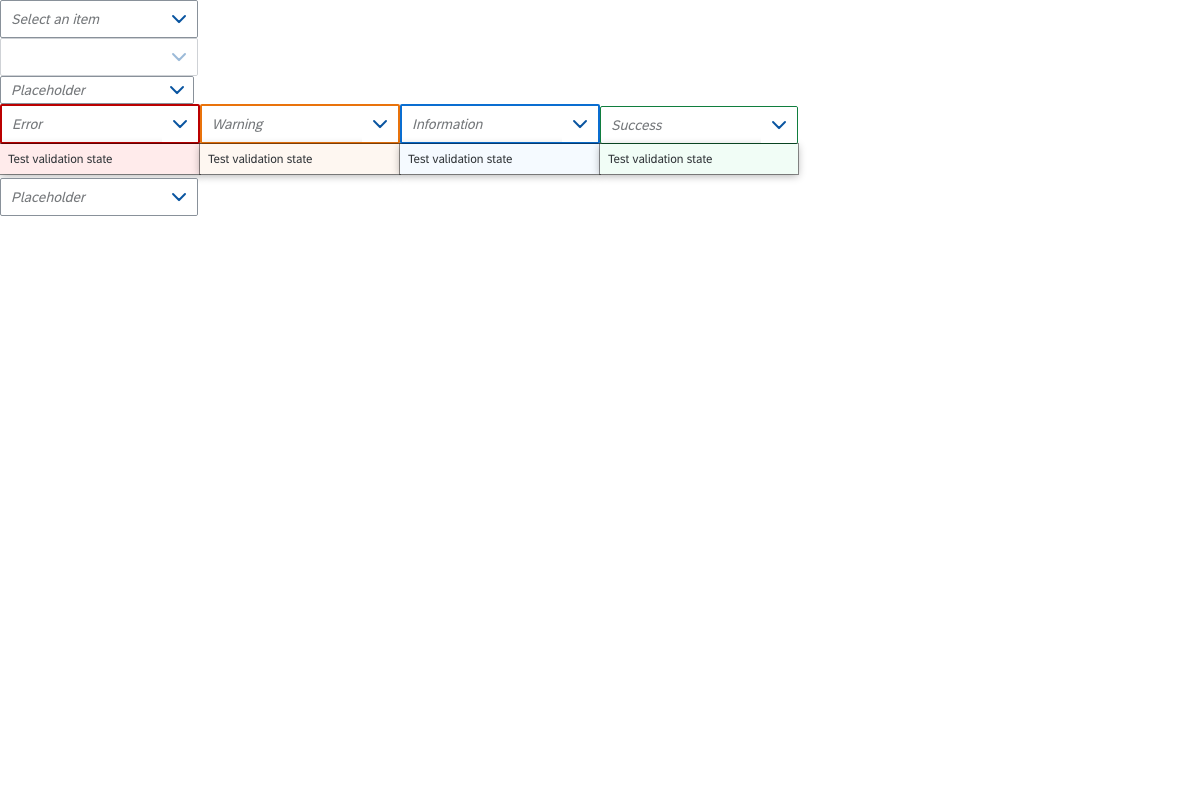 Select an item
Placeholder
Error
Warning
Information
Success
Test validation state
Test validation state
Test validation state
Test validation state
Placeholder